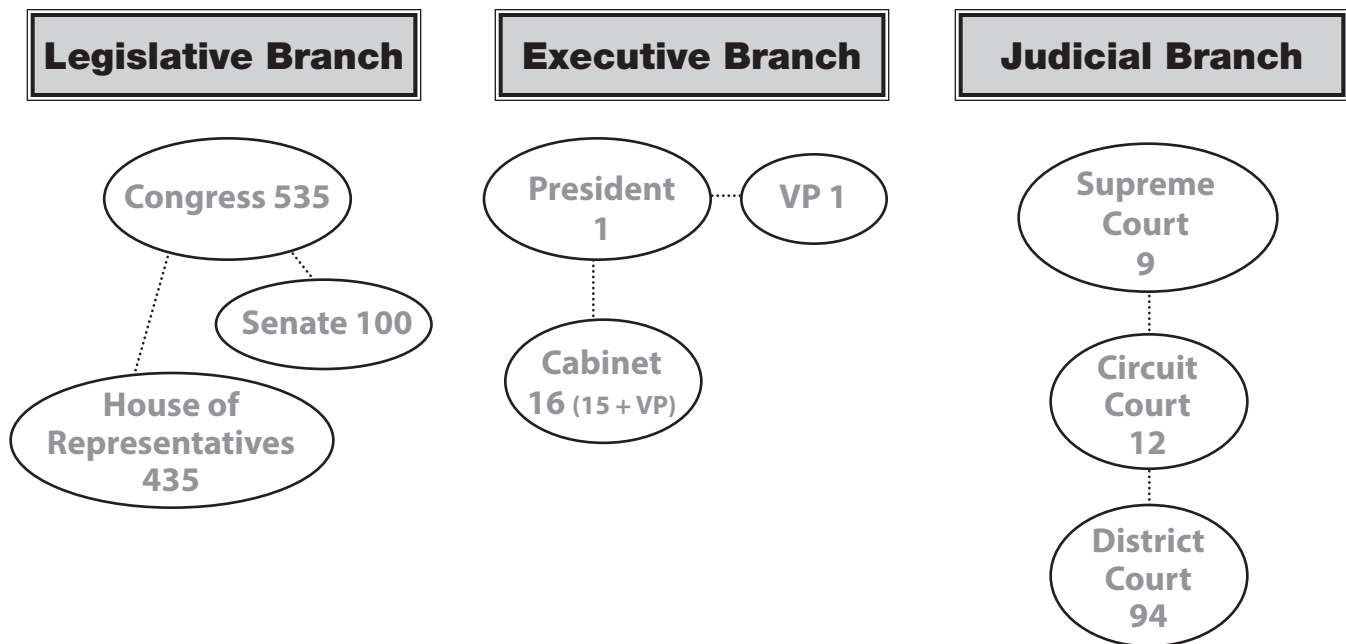 Legislative Branch
Congress 535
Senate 100
House of
Representatives
435
Executive Branch
President
1
VP 1
Cabinet
16 (15 + VP)
Judicial Branch
Supreme
Court
9
Circuit
Court
12
District
Court
94